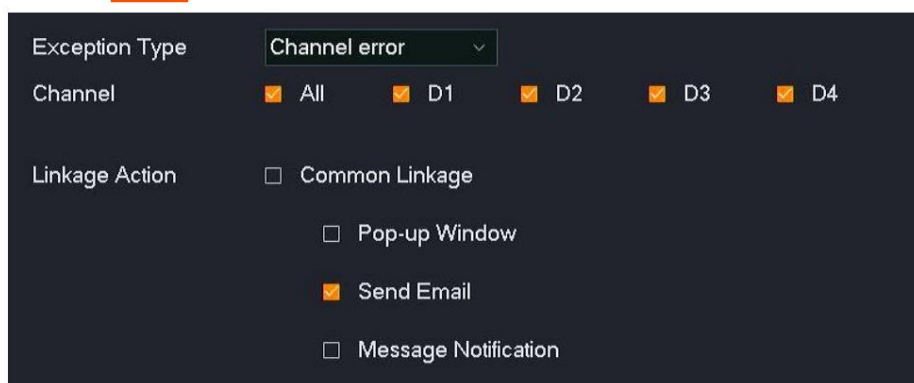 Exception Type Channel error
Channel All D1 D2 D3 D4
Linkage Action Common Linkage
Pop-up Window
Send Email
Message Notification